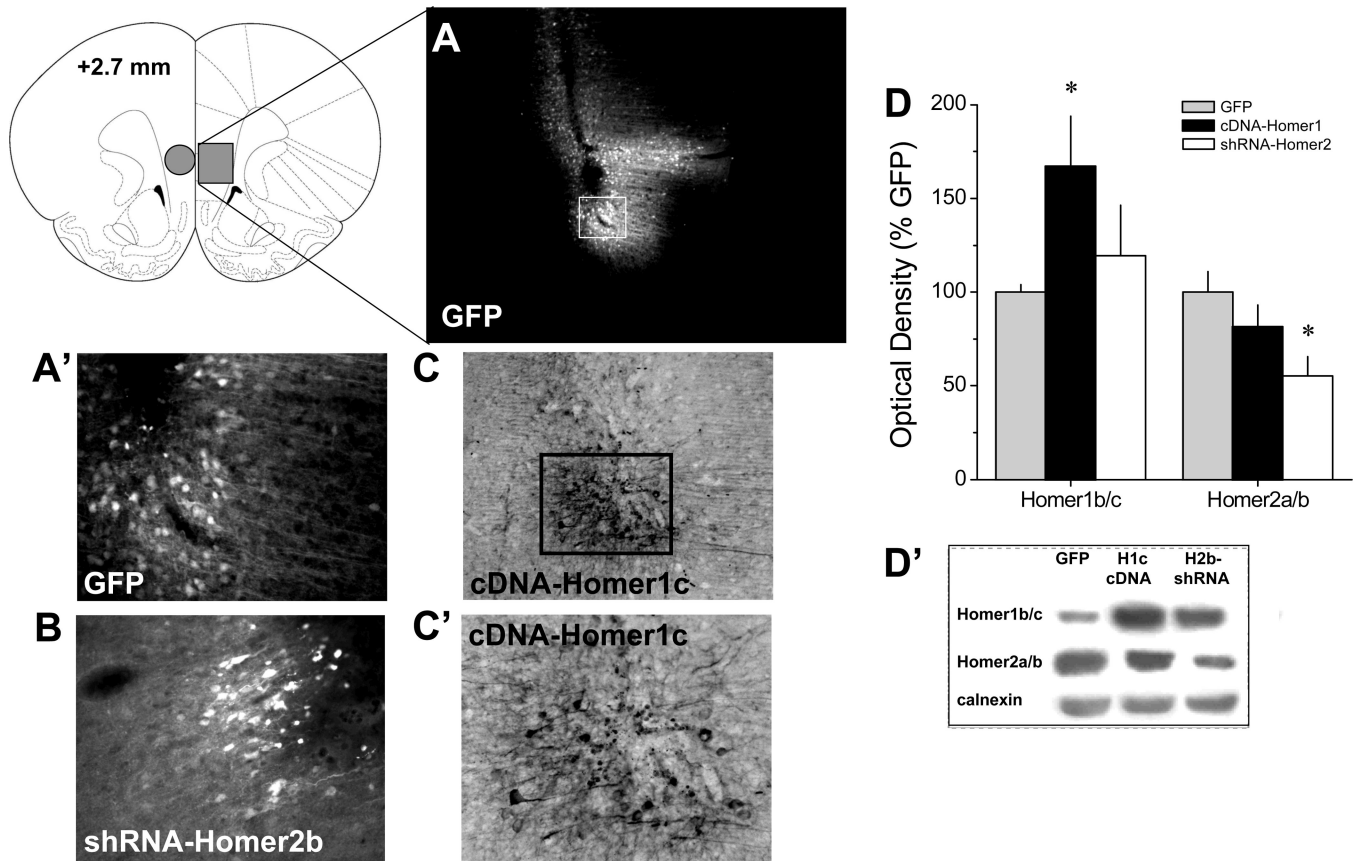 +2.7 mm
A
GFP
A'
GFP
B
shRNA-Homer2b
C
cDNA-Homer1c
C'
cDNA-Homer1c
D
GFP
cDNA-Homer1
shRNA-Homer2
Optical Density (% GFP)
200
150
100
50
0
*
*
Homer1b/c
Homer2a/b
D'
GFP
H1c
cDNA
H2b-
shRNA
Homer1b/c
Homer2a/b
calnexin